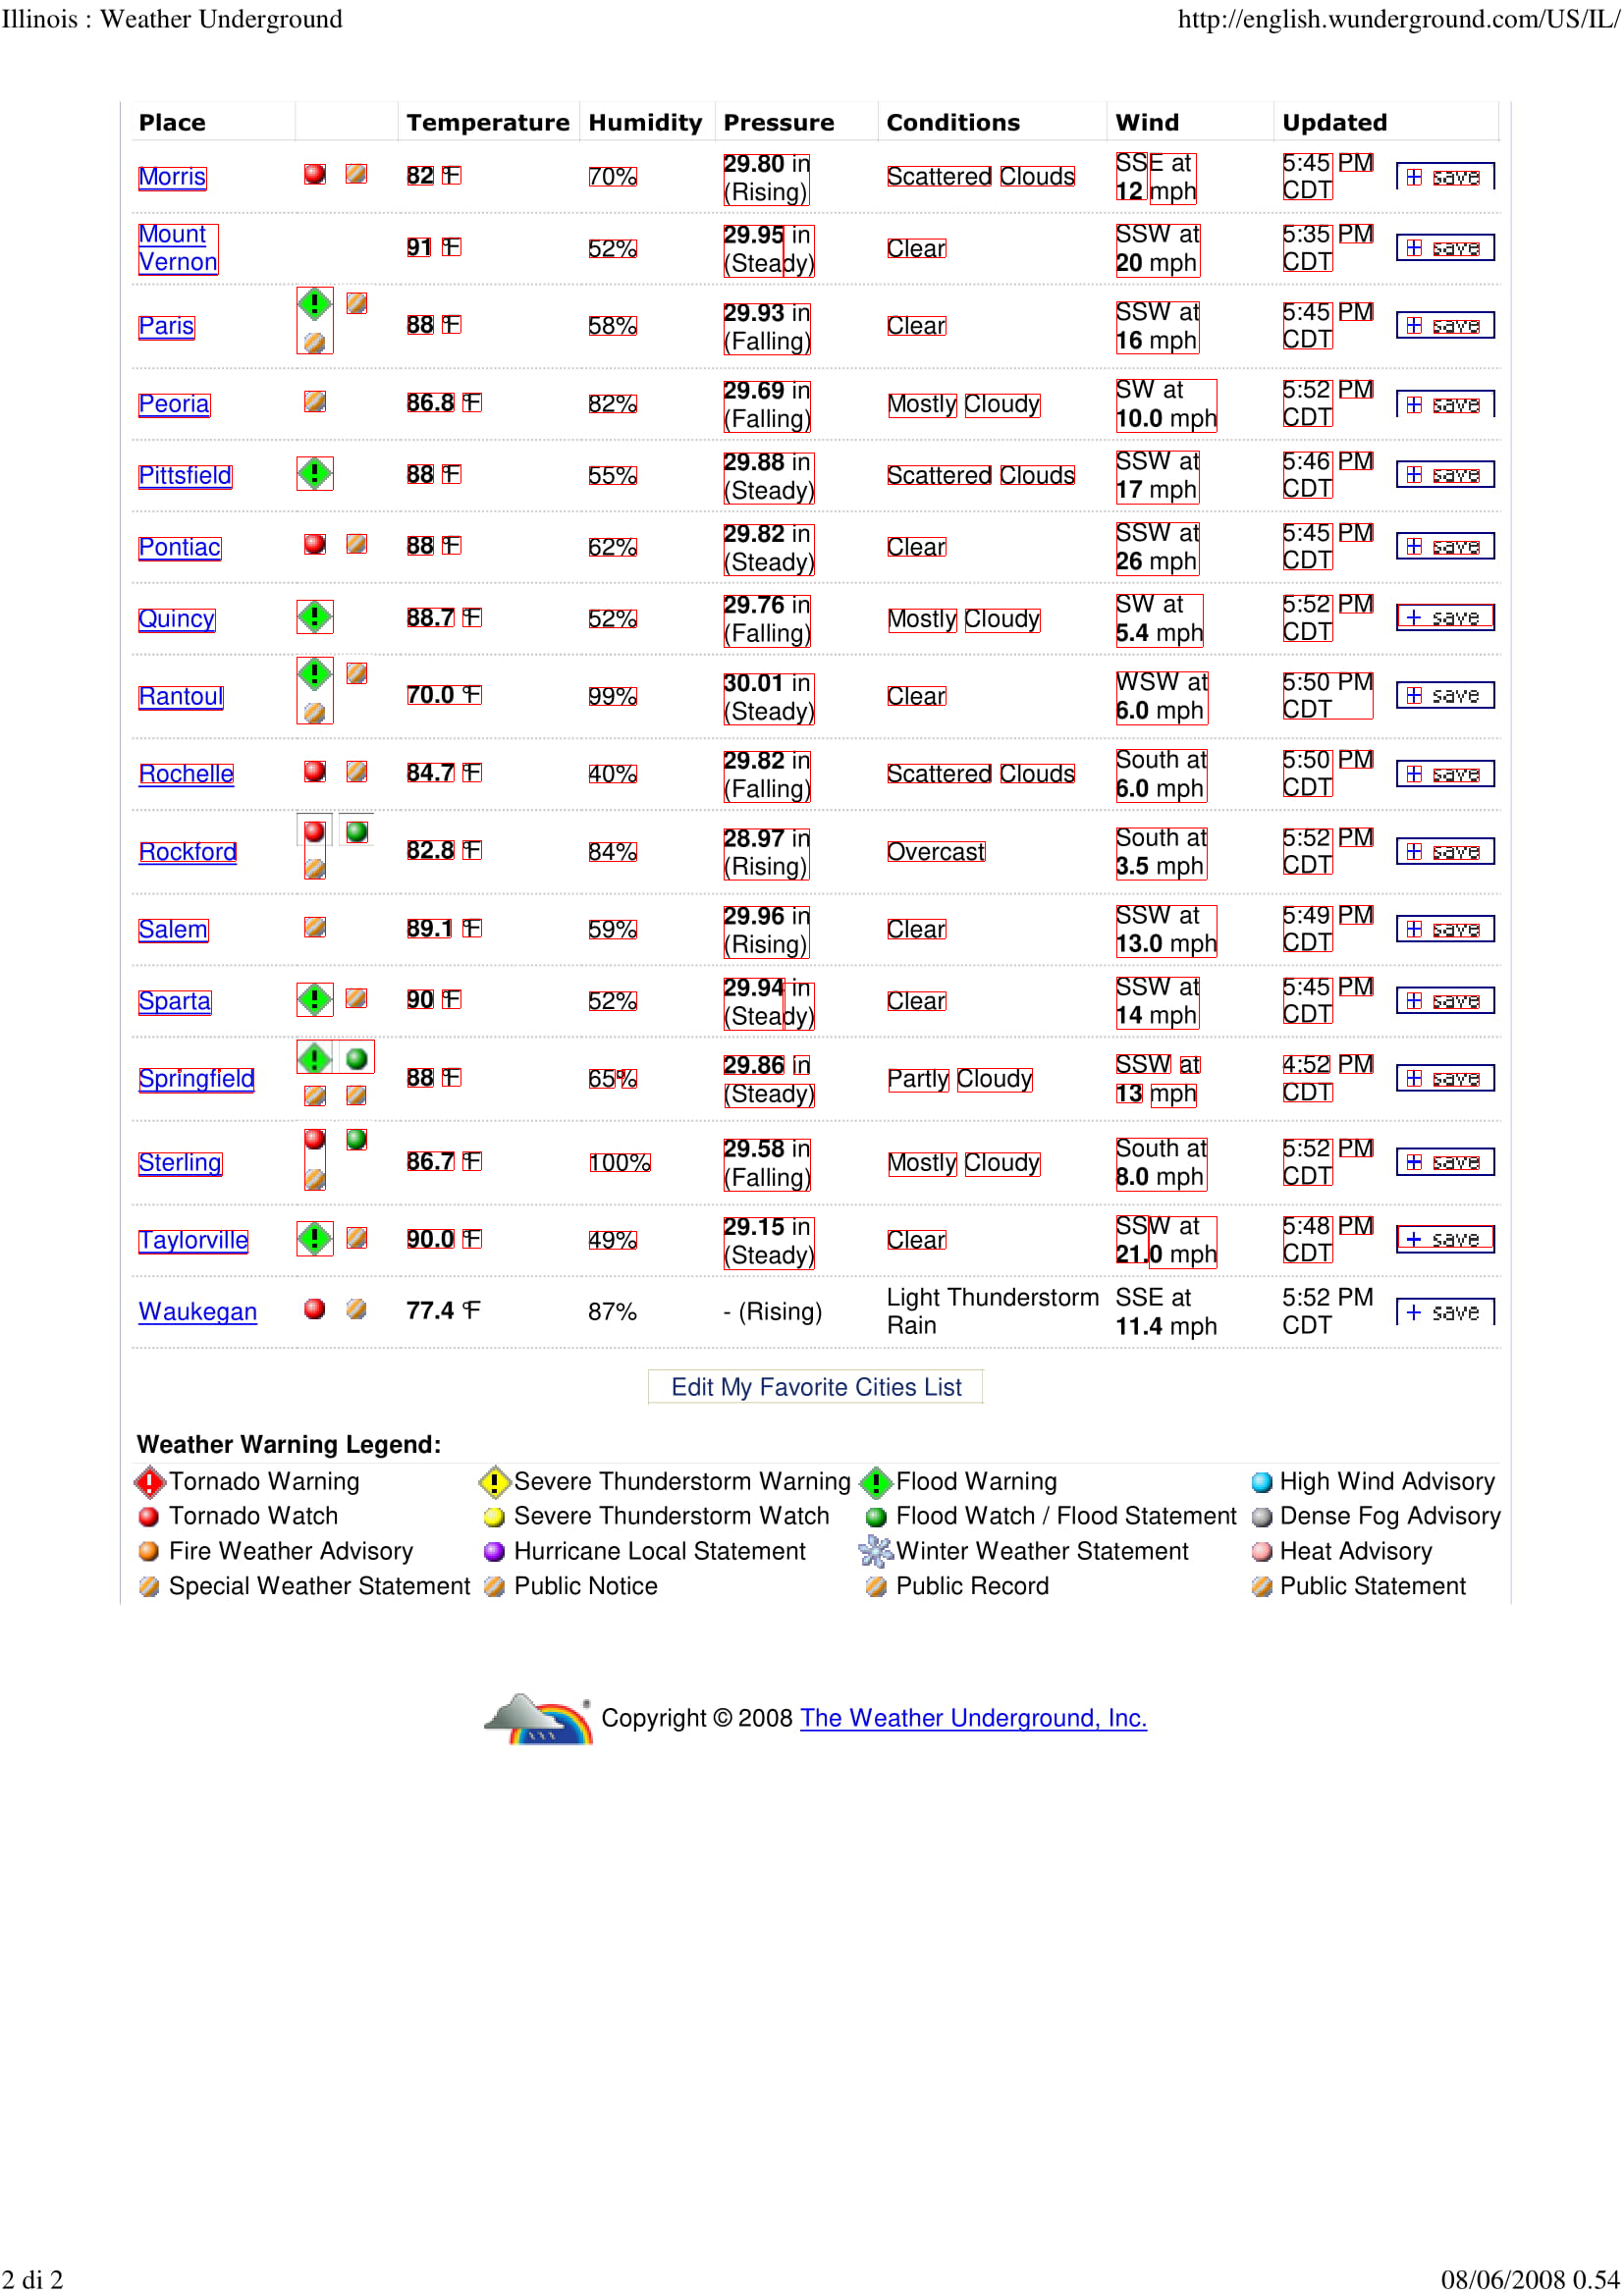 Illinois : Weather Underground http://english.wunderground.com/US/IL/
Place Temperature Humidity Pressure Conditions Wind Updated
Morris 82 °F 70% 29.80 in (Rising) Scattered Clouds SSE at 12 mph 5:45 PM CDT + save
Mount Vernon 91 °F 52% 29.95 in (Steady) Clear SSW at 20 mph 5:35 PM CDT + save
Paris 88 °F 58% 29.93 in (Falling) Clear SSW at 16 mph 5:45 PM CDT + save
Peoria 86.8 °F 82% 29.69 in (Falling) Mostly Cloudy SW at 10.0 mph 5:52 PM CDT + save
Pittsfield 88 °F 55% 29.88 in (Steady) Scattered Clouds SSW at 17 mph 5:46 PM CDT + save
Pontiac 88 °F 62% 29.82 in (Steady) Clear SSW at 26 mph 5:45 PM CDT + save
Quincy 88.7 °F 52% 29.76 in (Falling) Mostly Cloudy SW at 5.4 mph 5:52 PM CDT + save
Rantoul 70.0 °F 99% 30.01 in (Steady) Clear WSW at 6.0 mph 5:50 PM CDT + save
Rochelle 84.7 °F 40% 29.82 in (Falling) Scattered Clouds South at 6.0 mph 5:50 PM CDT + save
Rockford 82.8 °F 84% 28.97 in (Rising) Overcast South at 3.5 mph 5:52 PM CDT + save
Salem 89.1 °F 59% 29.96 in (Rising) Clear SSW at 13.0 mph 5:49 PM CDT + save
Sparta 90 °F 52% 29.94 in (Steady) Clear SSW at 14 mph 5:45 PM CDT + save
Springfield 88 °F 65% 29.86 in (Steady) Partly Cloudy SSW at 13 mph 4:52 PM CDT + save
Sterling 86.7 °F 100% 29.58 in (Falling) Mostly Cloudy South at 8.0 mph 5:52 PM CDT + save
Taylorville 90.0 °F 49% 29.15 in (Steady) Clear SSW at 21.0 mph 5:48 PM CDT + save
Waukegan 77.4 °F 87% - (Rising) Light Thunderstorm Rain SSE at 11.4 mph 5:52 PM CDT + save
Edit My Favorite Cities List
Weather Warning Legend:
Tornado Warning Severe Thunderstorm Warning Flood Warning High Wind Advisory
Tornado Watch Severe Thunderstorm Watch Flood Watch / Flood Statement Dense Fog Advisory
Fire Weather Advisory Hurricane Local Statement Winter Weather Statement Heat Advisory
Special Weather Statement Public Notice Public Record Public Statement
Copyright © 2008 The Weather Underground, Inc.
2 di 2 08/06/2008 0.54